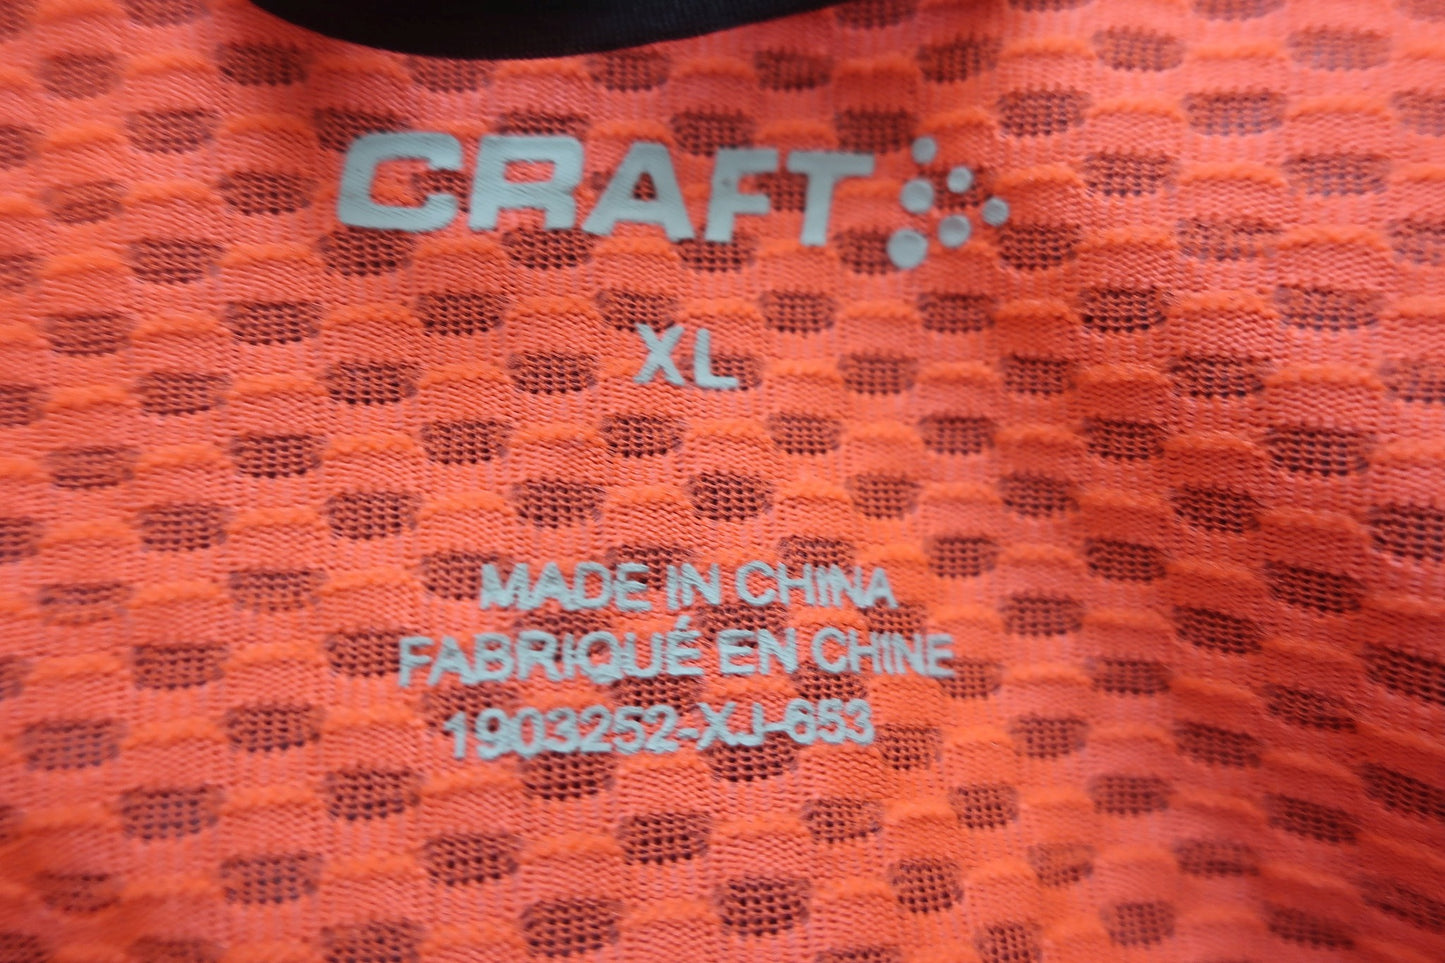 CRAFT
XL
MADE IN CHINA
FABRIQUÉ EN CHINE
1903252-XJ-653